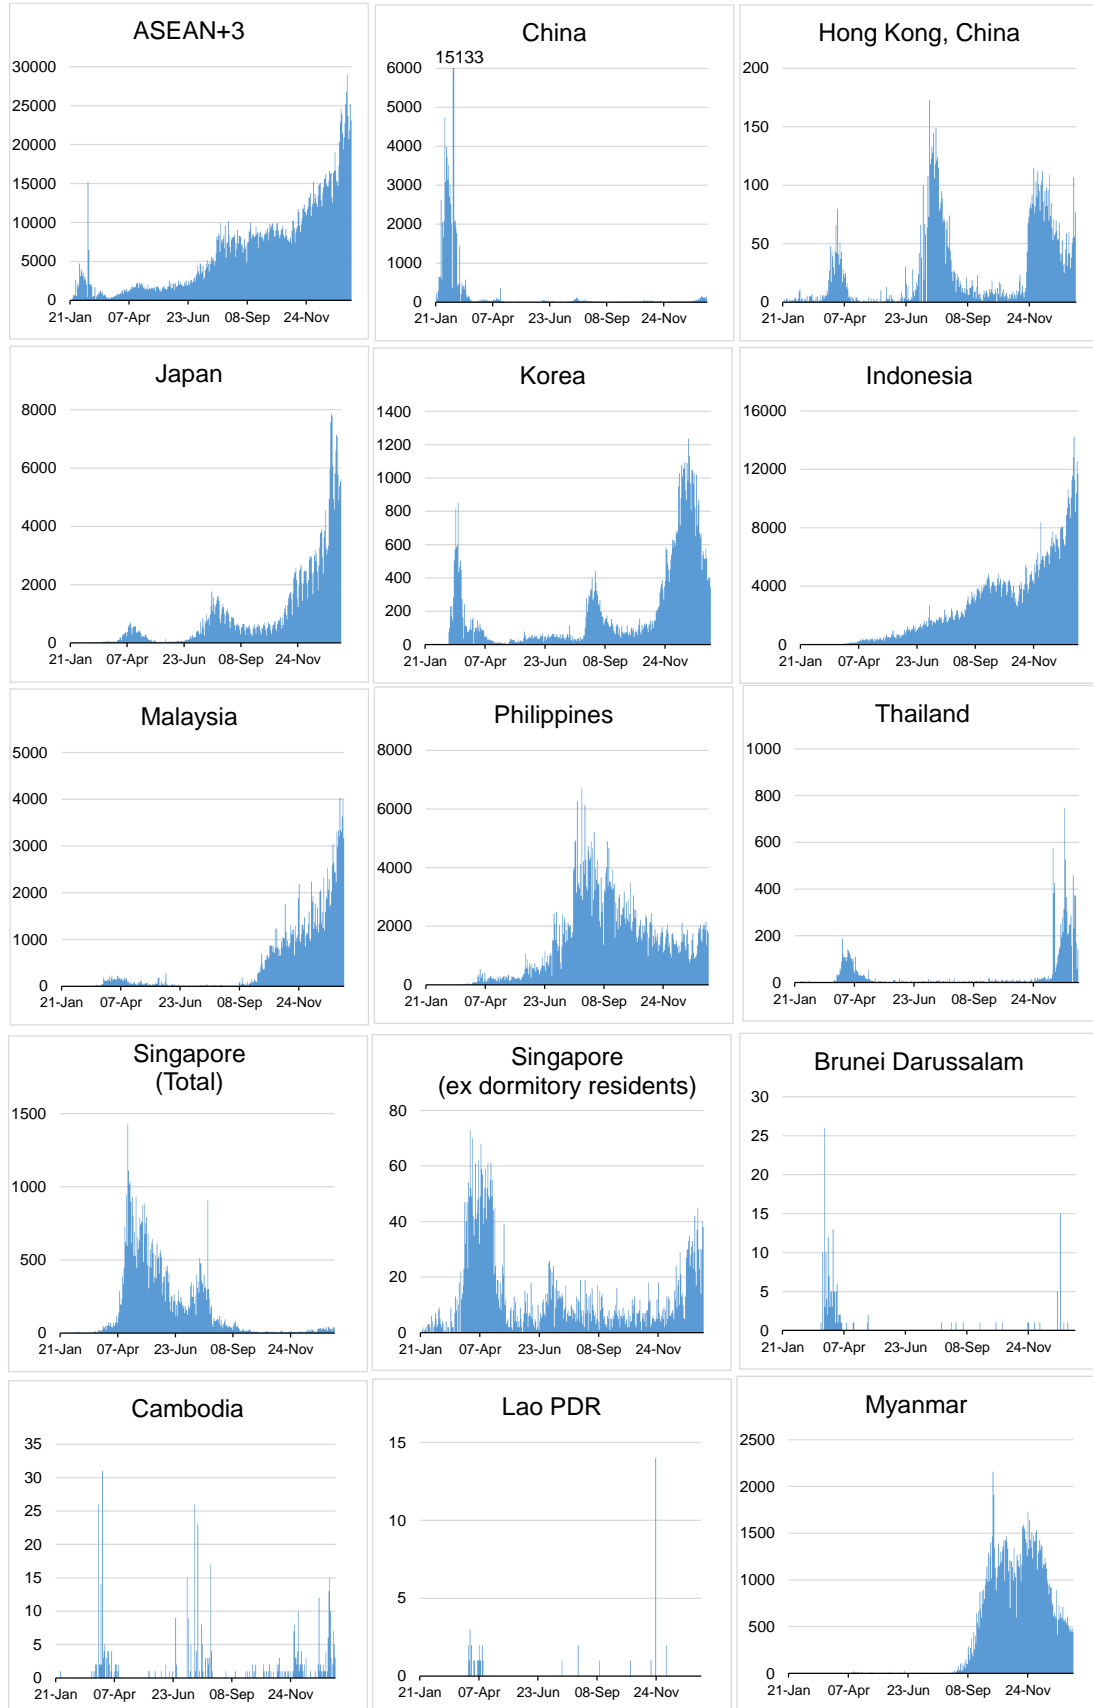 ASEAN+3
30000
25000
20000
15000
10000
5000
0
21-Jan 07-Apr 23-Jun 08-Sep 24-Nov
China
15133
6000
5000
4000
3000
2000
1000
0
21-Jan 07-Apr 23-Jun 08-Sep 24-Nov
Hong Kong, China
200
150
100
50
0
21-Jan 07-Apr 23-Jun 08-Sep 24-Nov
Japan
8000
6000
4000
2000
0
21-Jan 07-Apr 23-Jun 08-Sep 24-Nov
Korea
1400
1200
1000
800
600
400
200
0
21-Jan 07-Apr 23-Jun 08-Sep 24-Nov
Indonesia
16000
12000
8000
4000
0
21-Jan 07-Apr 23-Jun 08-Sep 24-Nov
Malaysia
5000
4000
3000
2000
1000
0
21-Jan 07-Apr 23-Jun 08-Sep 24-Nov
Philippines
8000
6000
4000
2000
0
21-Jan 07-Apr 23-Jun 08-Sep 24-Nov
Thailand
1000
800
600
400
200
0
21-Jan 07-Apr 23-Jun 08-Sep 24-Nov
Singapore
(Total)
1500
1000
500
0
21-Jan 07-Apr 23-Jun 08-Sep 24-Nov
Singapore
(ex dormitory residents)
80
60
40
20
0
21-Jan 07-Apr 23-Jun 08-Sep 24-Nov
Brunei Darussalam
30
25
20
15
10
5
0
21-Jan 07-Apr 23-Jun 08-Sep 24-Nov
Cambodia
35
30
25
20
15
10
5
0
21-Jan 07-Apr 23-Jun 08-Sep 24-Nov
Lao PDR
15
10
5
0
21-Jan 07-Apr 23-Jun 08-Sep 24-Nov
Myanmar
2500
2000
1500
1000
500
0
21-Jan 07-Apr 23-Jun 08-Sep 24-Nov